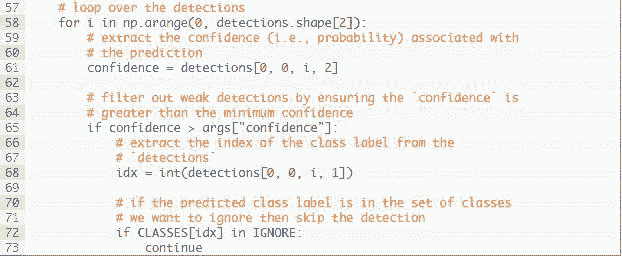 57 # loop over the detections
58 for i in np.arange(0, detections.shape[2]):
59     # extract the confidence (i.e., probability) associated with
60     # the prediction
61     confidence = detections[0, 0, i, 2]
62
63     # filter out weak detections by ensuring the `confidence` is
64     # greater than the minimum confidence
65     if confidence > args["confidence"]:
66         # extract the index of the class label from the
67         # `detections`
68         idx = int(detections[0, 0, i, 1])
69
70         # if the predicted class label is in the set of classes
71         # we want to ignore then skip the detection
72         if CLASSES[idx] in IGNORE:
73             continue